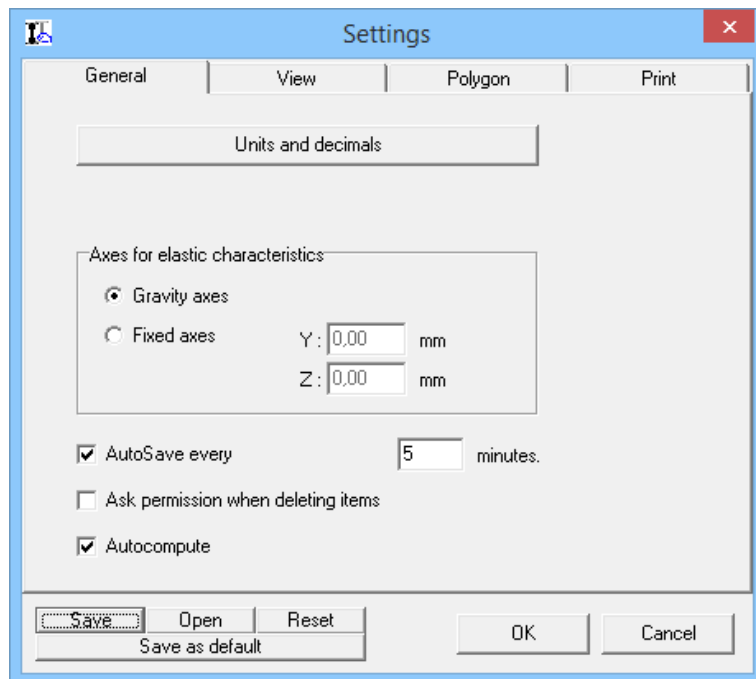 Settings
General View Polygon Print
Units and decimals
Axes for elastic characteristics
Gravity axes
Fixed axes Y : 0,00 mm
Z : 0,00 mm
AutoSave every 5 minutes.
Ask permission when deleting items
Autocompute
Save Open Reset
Save as default
OK Cancel